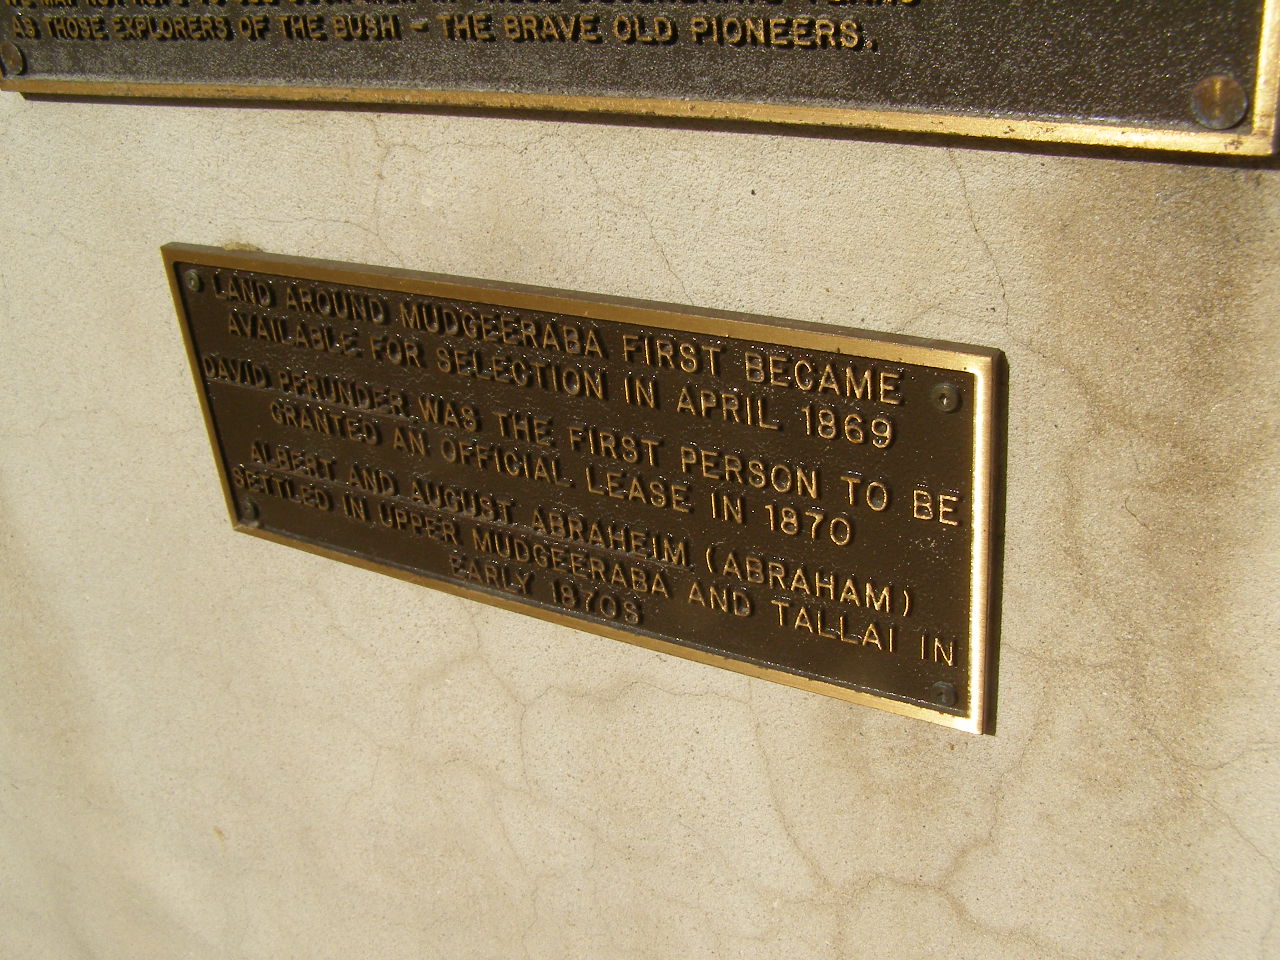 AS THOSE EXPLORERS OF THE BUSH - THE BRAVE OLD PIONEERS.
LAND AROUND MUDGEERABA FIRST BECAME
AVAILABLE FOR SELECTION IN APRIL 1869
DAVID PFRUNDER WAS THE FIRST PERSON TO BE
GRANTED AN OFFICIAL LEASE IN 1870
ALBERT AND AUGUST ABRAHEIM (ABRAHAM)
SETTLED IN UPPER MUDGEERABA AND TALLAI IN
EARLY 1870S